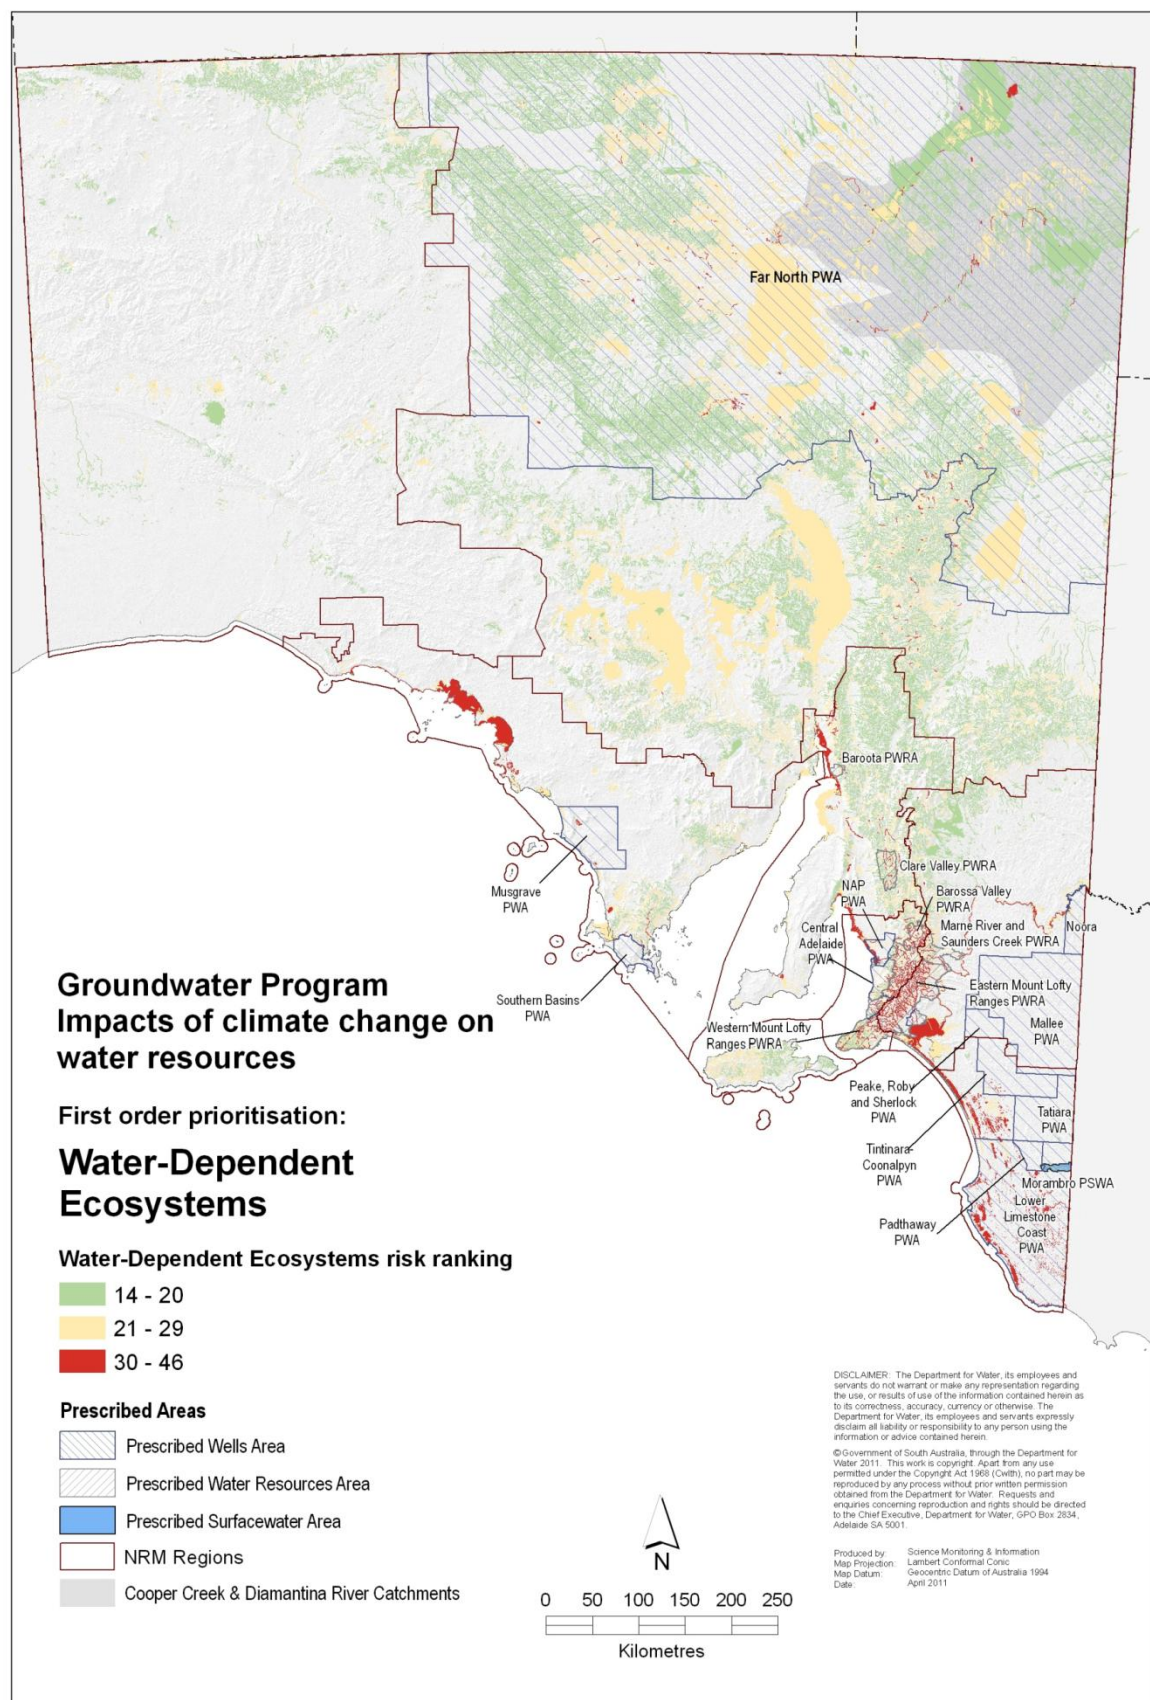 Far North PWA
Baroota PWRA
Clare Valley PWRA
NAP
PWA
Barossa Valley
PWRA
Musgrave
PWA
Central
Adelaide
PWA
Marne River and
Saunders Creek PWRA
Noora
Southern Basins
PWA
Eastern Mount Lofty
Ranges PWRA
Western Mount Lofty
Ranges PWRA
Mallee
PWA
Peake, Roby
and Sherlock
PWA
Tatiara
PWA
Tintinara-
Coonalpyn
PWA
Morambro PSWA
Padthaway
PWA
Lower
Limestone
Coast
PWA
Groundwater Program
Impacts of climate change on
water resources
First order prioritisation:
Water-Dependent
Ecosystems
Water-Dependent Ecosystems risk ranking
14 - 20
21 - 29
30 - 46
Prescribed Areas
Prescribed Wells Area
Prescribed Water Resources Area
Prescribed Surfacewater Area
NRM Regions
Cooper Creek & Diamantina River Catchments
N
0 50 100 150 200 250
Kilometres
DISCLAIMER: The Department for Water, its employees and
servants do not warrant or make any representation regarding
the use, or results of use of the information contained herein as
to its correctness, accuracy, currency or otherwise. The
Department for Water, its employees and servants expressly
disclaim all liability or responsibility to any person using the
information or advice contained herein.
©Government of South Australia, through the Department for
Water 2011. This work is copyright. Apart from any use
permitted under the Copyright Act 1968 (Cwlth), no part may be
reproduced by any process without prior written permission
obtained from the Department for Water. Requests and
enquiries concerning reproduction and rights should be directed
to the Chief Executive, Department for Water, GPO Box 2834,
Adelaide SA 5001.
Produced by: Science Monitoring & Information
Map Projection: Lambert Conformal Conic
Map Datum: Geocentric Datum of Australia 1994
Date: April 2011